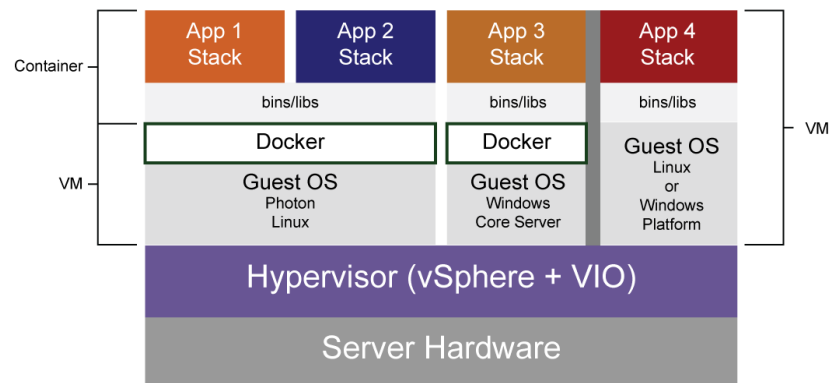 App 1
Stack
App 2
Stack
App 3
Stack
App 4
Stack
Container
bins/libs
bins/libs
bins/libs
VM
Docker
Docker
VM
Guest OS
Photon
Linux
Guest OS
Windows
Core Server
Guest OS
Linux
or
Windows
Platform
Hypervisor (vSphere + VIO)
Server Hardware